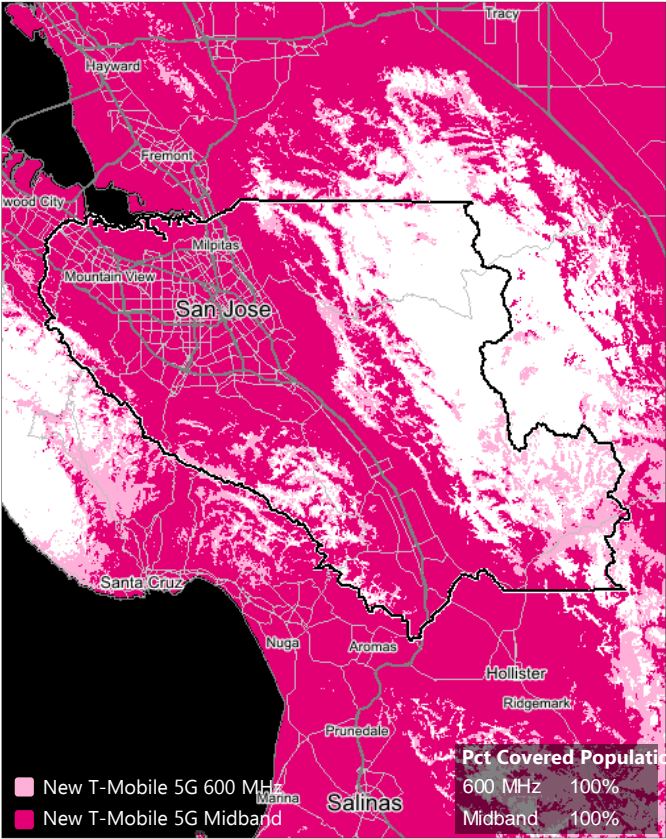 Tracy
Hayward
Fremont
wood City
Milpitas
Mountain View
San Jose
Santa Cruz
Nuga
Aromas
Hollister
Ridgemark
Prunedale
Marina
Salinas
New T-Mobile 5G 600 MHz
New T-Mobile 5G Midband
Pct Covered Populatio
600 MHz 100%
Midband 100%